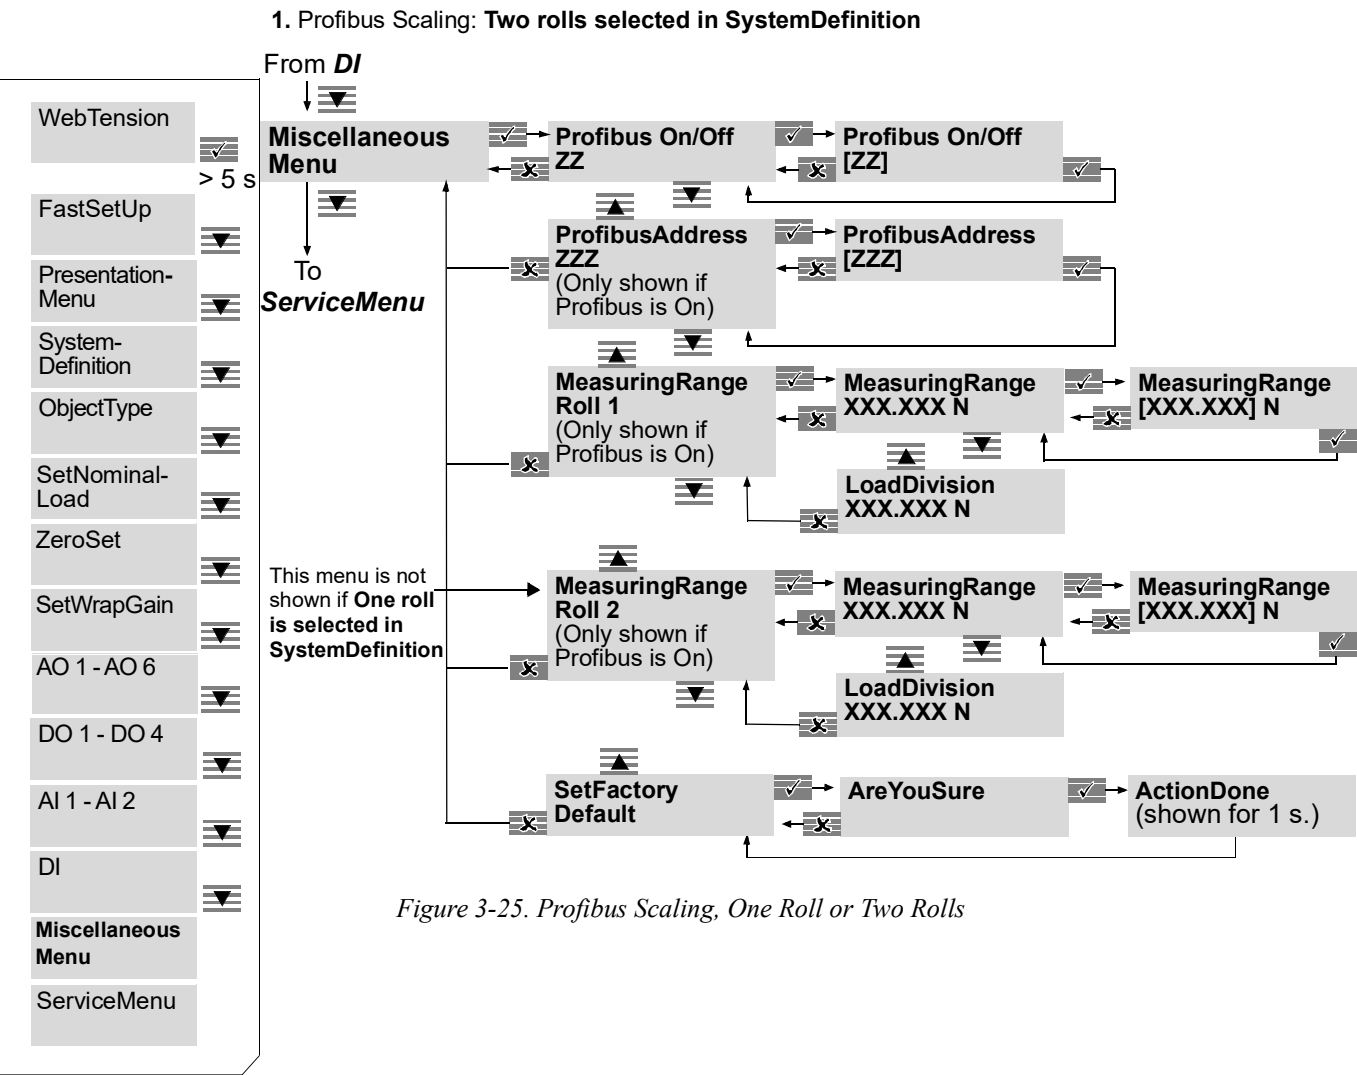 1. Profibus Scaling: Two rolls selected in SystemDefinition
From DI
WebTension
> 5 s
FastSetUp
Presentation-
Menu
System-
Definition
ObjectType
SetNominal-
Load
ZeroSet
SetWrapGain
AO 1 - AO 6
DO 1 - DO 4
AI 1 - AI 2
DI
Miscellaneous
Menu
ServiceMenu
Miscellaneous
Menu
To
ServiceMenu
Profibus On/Off
ZZ
Profibus On/Off
[ZZ]
ProfibusAddress
ZZZ
(Only shown if
Profibus is On)
ProfibusAddress
[ZZZ]
MeasuringRange
Roll 1
(Only shown if
Profibus is On)
MeasuringRange
XXX.XXX N
MeasuringRange
[XXX.XXX] N
LoadDivision
XXX.XXX N
This menu is not
shown if One roll
is selected in
SystemDefinition
MeasuringRange
Roll 2
(Only shown if
Profibus is On)
MeasuringRange
XXX.XXX N
MeasuringRange
[XXX.XXX] N
LoadDivision
XXX.XXX N
SetFactory
Default
AreYouSure
ActionDone
(shown for 1 s.)
Figure 3-25. Profibus Scaling, One Roll or Two Rolls